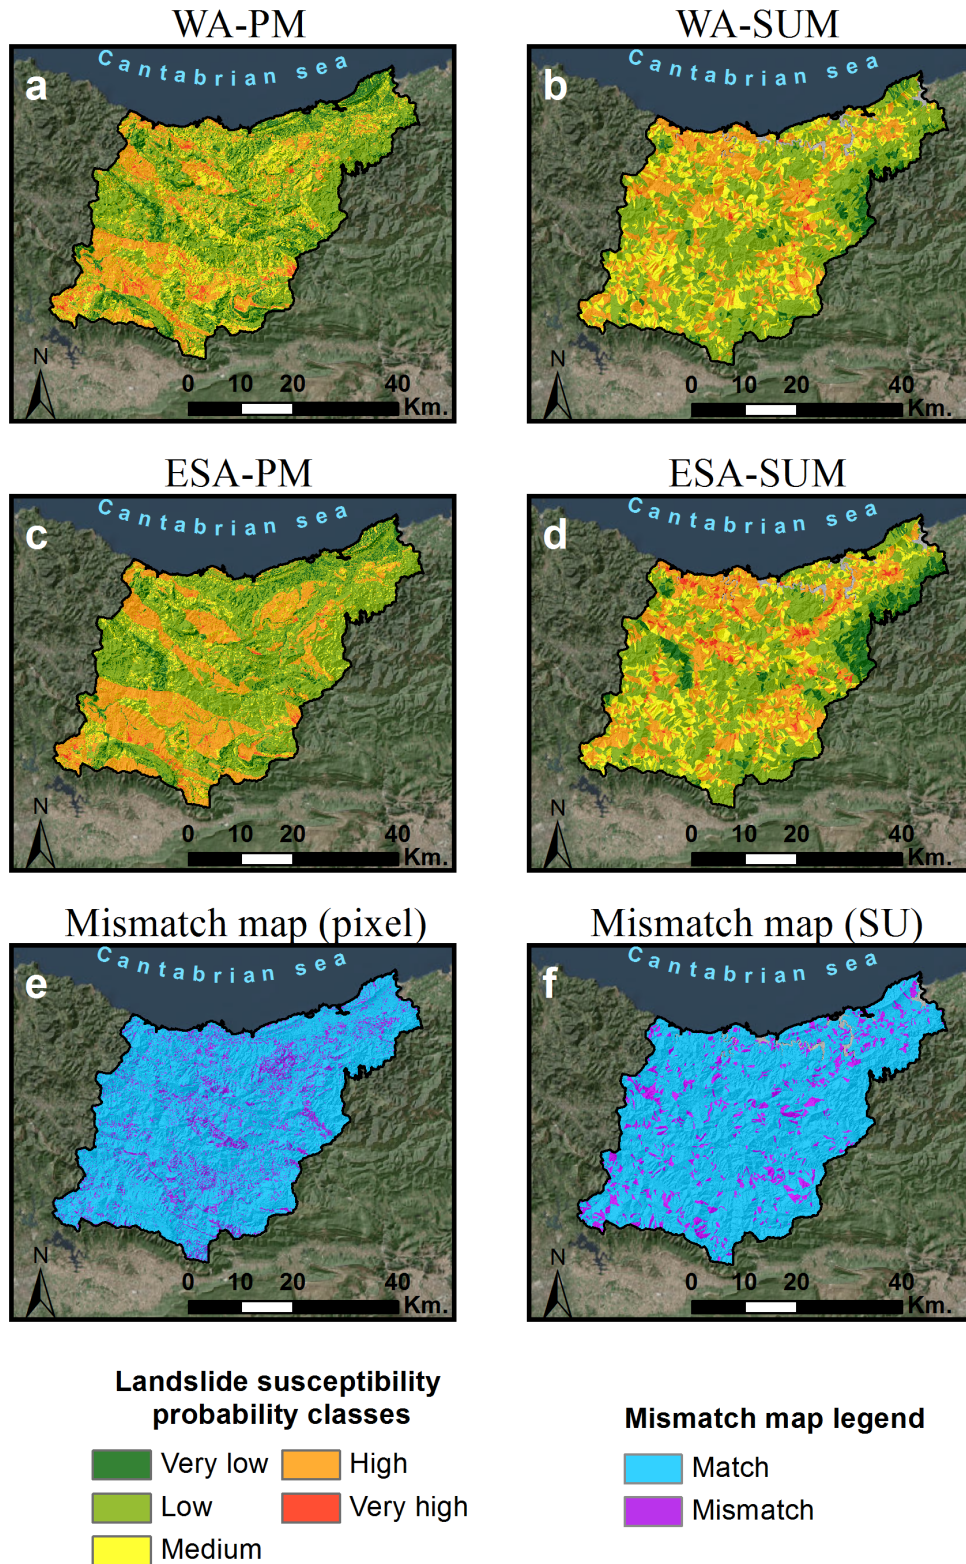 WA-PM
WA-SUM
a
Cantabrian sea
N
0 10 20 40
Km.
b
Cantabrian sea
N
0 10 20 40
Km.
ESA-PM
ESA-SUM
c
Cantabrian sea
N
0 10 20 40
Km.
d
Cantabrian sea
N
0 10 20 40
Km.
Mismatch map (pixel)
Mismatch map (SU)
e
Cantabrian sea
N
0 10 20 40
Km.
f
Cantabrian sea
N
0 10 20 40
Km.
Landslide susceptibility
probability classes
Very low
High
Low
Very high
Medium
Mismatch map legend
Match
Mismatch